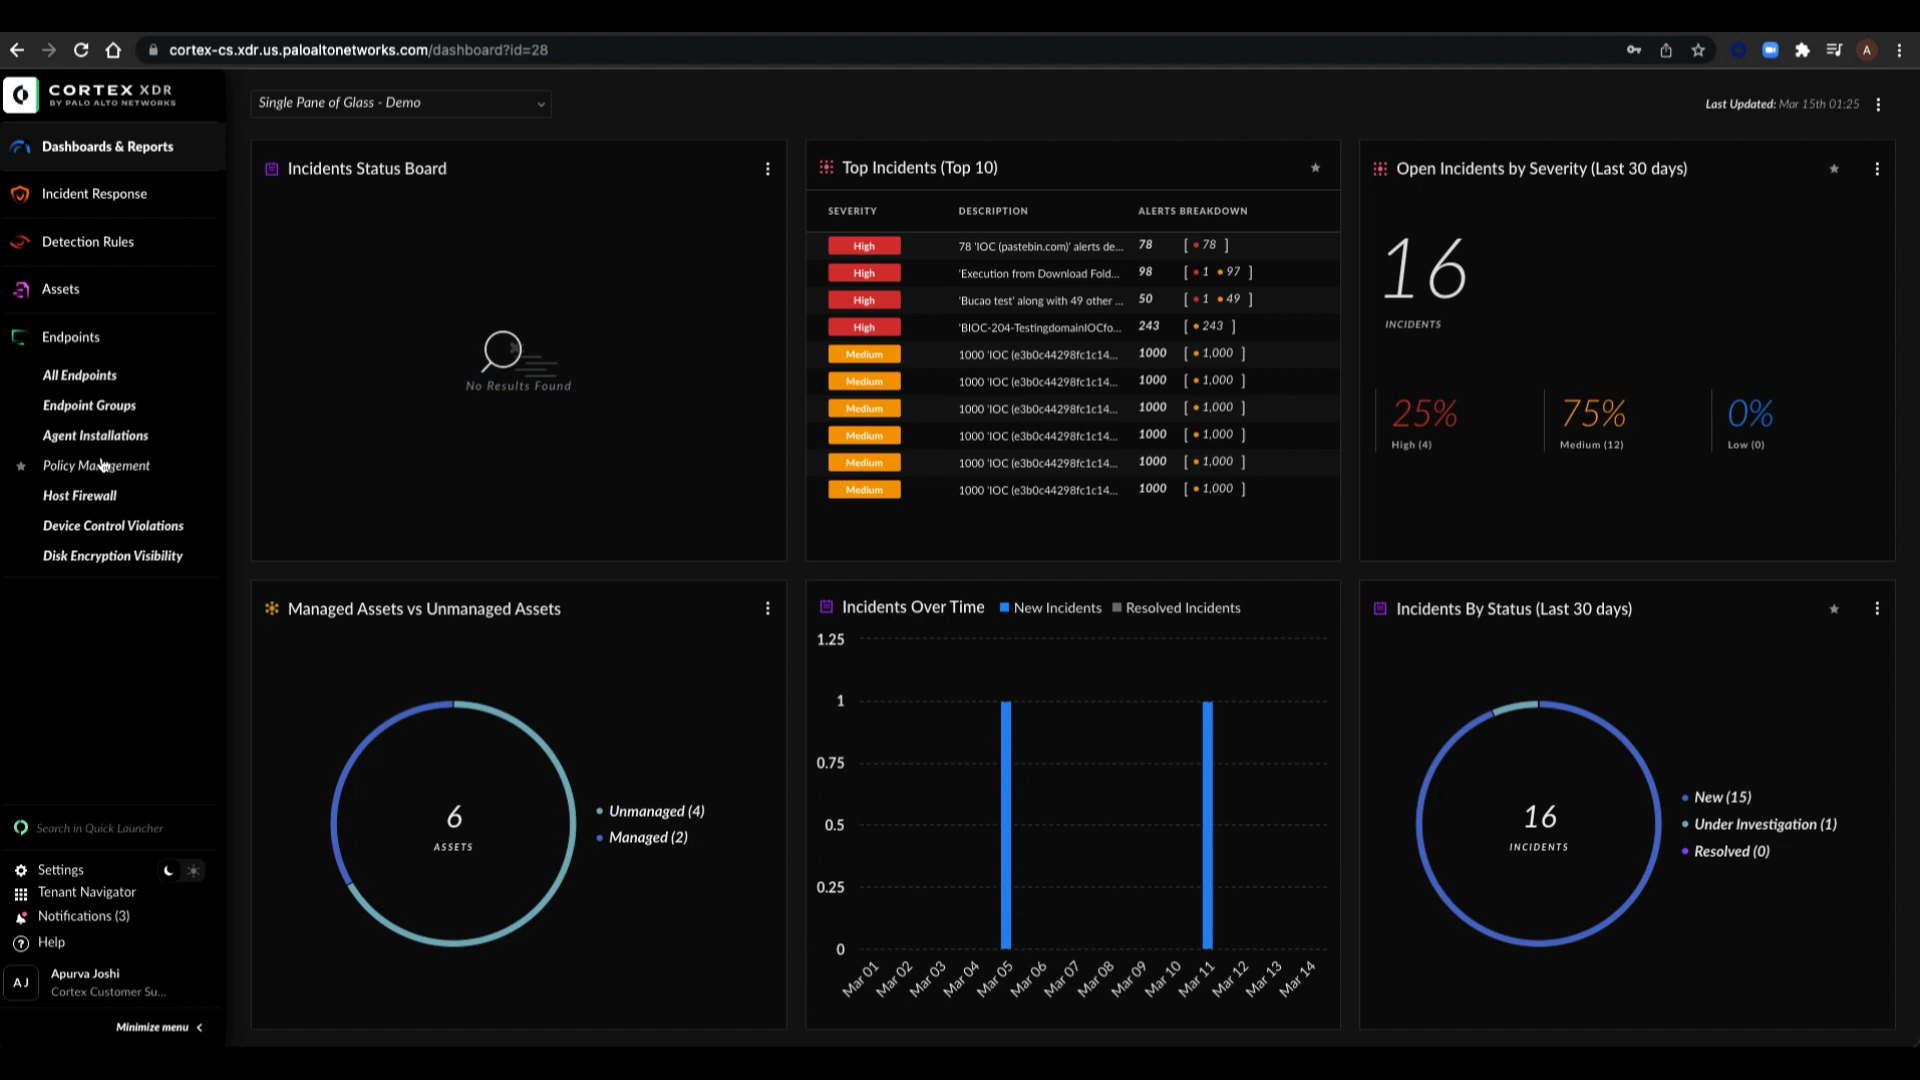 cortex-cs.xdr.us.paloaltonetworks.com/dashboard?id=28
A
CORTEX XDR
BY PALO ALTO NETWORKS
Dashboards & Reports
Incident Response
Detection Rules
Assets
Endpoints
All Endpoints
Endpoint Groups
Agent Installations
Policy Management
Host Firewall
Device Control Violations
Disk Encryption Visibility
Search in Quick Launcher
Settings
Tenant Navigator
Notifications (3)
Help
AJ
Apurva Joshi
Cortex Customer Su...
Minimize menu
Single Pane of Glass - Demo
Last Updated: Mar 15th 01:25
Incidents Status Board
No Results Found
Top Incidents (Top 10)
SEVERITY DESCRIPTION ALERTS BREAKDOWN
High 78 'IOC (pastebin.com)' alerts de... 78 [ • 78 ]
High 'Execution from Download Fold... 98 [ • 1 • 97 ]
High 'Bucao test' along with 49 other ... 50 [ • 1 • 49 ]
High 'BIOC-204-TestingdomainIOCfo... 243 [ • 243 ]
Medium 1000 'IOC (e3b0c44298fc1c14... 1000 [ • 1,000 ]
Medium 1000 'IOC (e3b0c44298fc1c14... 1000 [ • 1,000 ]
Medium 1000 'IOC (e3b0c44298fc1c14... 1000 [ • 1,000 ]
Medium 1000 'IOC (e3b0c44298fc1c14... 1000 [ • 1,000 ]
Medium 1000 'IOC (e3b0c44298fc1c14... 1000 [ • 1,000 ]
Medium 1000 'IOC (e3b0c44298fc1c14... 1000 [ • 1,000 ]
Open Incidents by Severity (Last 30 days)
16
INCIDENTS
25% 75% 0%
High (4) Medium (12) Low (0)
Managed Assets vs Unmanaged Assets
6
ASSETS
Unmanaged (4)
Managed (2)
Incidents Over Time New Incidents Resolved Incidents
1.25
1
0.75
0.5
0.25
0
Mar 01 Mar 02 Mar 03 Mar 04 Mar 05 Mar 06 Mar 07 Mar 08 Mar 09 Mar 10 Mar 11 Mar 12 Mar 13 Mar 14
Incidents By Status (Last 30 days)
16
INCIDENTS
New (15)
Under Investigation (1)
Resolved (0)